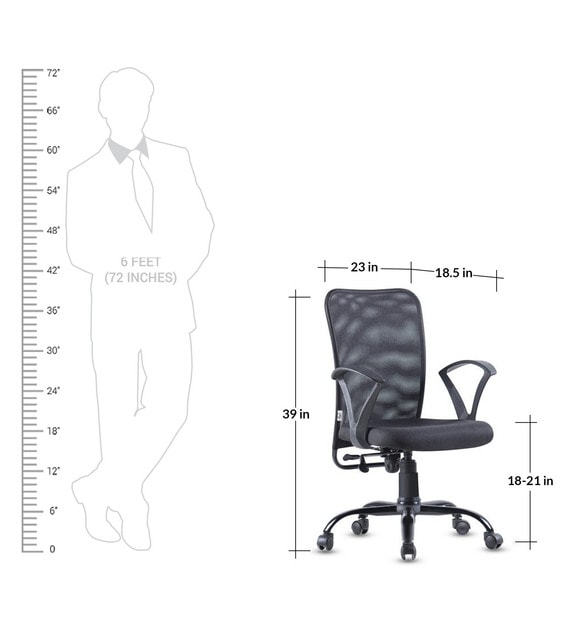 72"
66"
60"
54"
48"
42"
36"
30"
24"
18"
12"
6"
0
6 FEET
(72 INCHES)
23 in
18.5 in
39 in
18-21 in